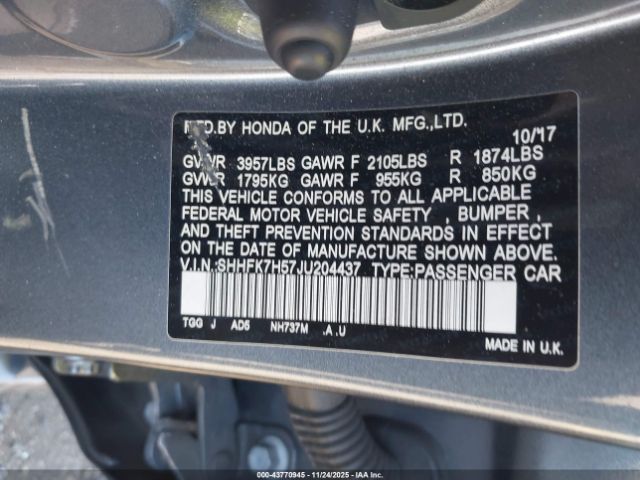 MFD.BY HONDA OF THE U.K. MFG.,LTD.
10/'17
GVWR 3957LBS GAWR F 2105LBS R 1874LBS
GVWR 1795KG GAWR F 955KG R 850KG
THIS VEHICLE CONFORMS TO ALL APPLICABLE
FEDERAL MOTOR VEHICLE SAFETY , BUMPER ,
AND THEFT PREVENTION STANDARDS IN EFFECT
ON THE DATE OF MANUFACTURE SHOWN ABOVE.
V.I.N.:SHHFK7H57JU204437 TYPE:PASSENGER CAR
TGG J AD5 NH737M .A .U
MADE IN U.K.
000-43770945 - 11/24/2025 - IAAI.COM